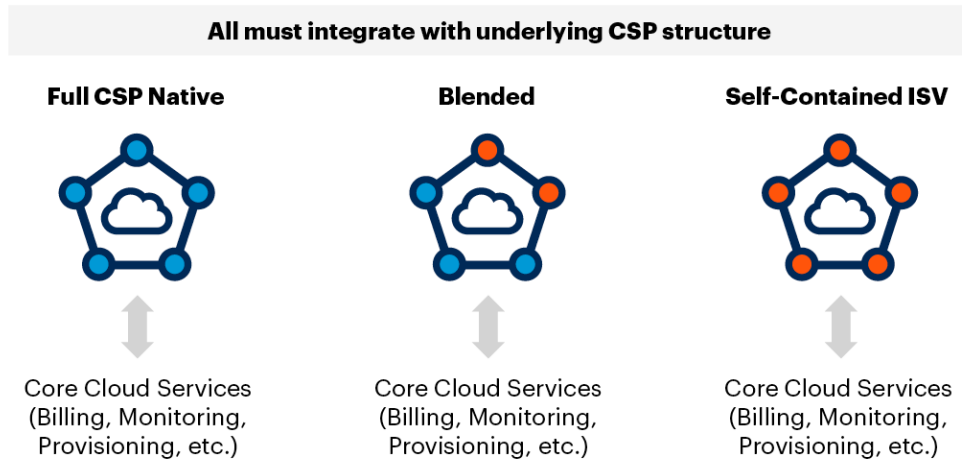 All must integrate with underlying CSP structure
Full CSP Native
Blended
Self-Contained ISV
Core Cloud Services
(Billing, Monitoring,
Provisioning, etc.)
Core Cloud Services
(Billing, Monitoring,
Provisioning, etc.)
Core Cloud Services
(Billing, Monitoring,
Provisioning, etc.)